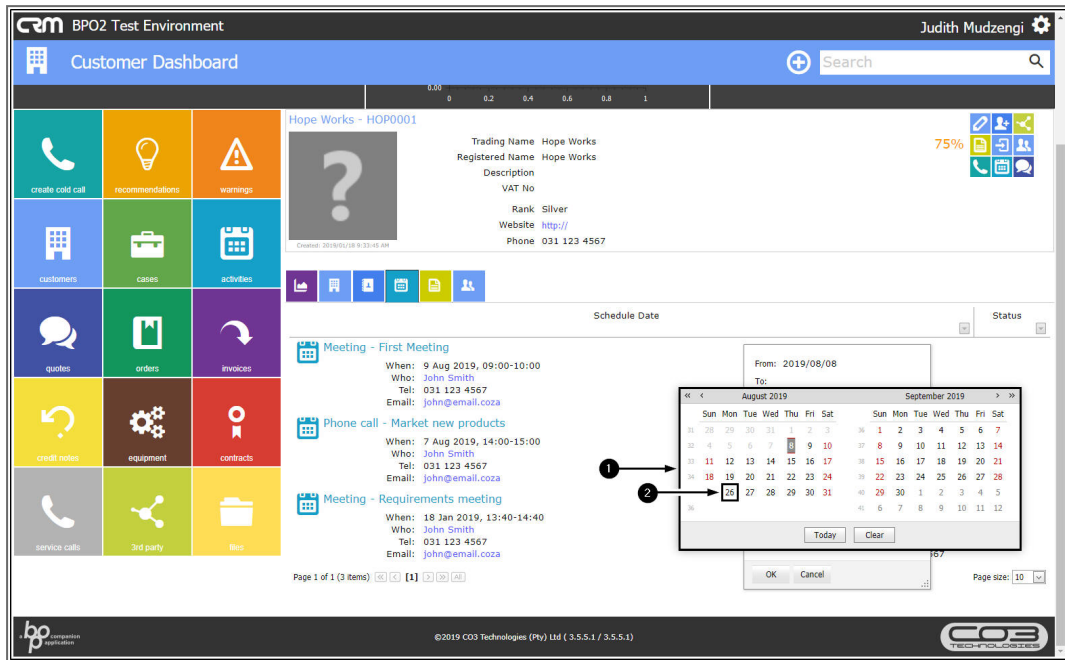 CRM BPO2 Test Environment
Judith Mudzengi
Customer Dashboard
Search
0.00
0 0.2 0.4 0.6 0.8 1
create cold call
recommendations
warnings
customers
cases
activities
quotes
orders
invoices
credit notes
equipment
contracts
service calls
3rd party
files
Hope Works - HOP0001
?
Created: 2019/01/18 9:33:45 AM
Trading Name Hope Works
Registered Name Hope Works
Description
VAT No
Rank Silver
Website http://
Phone 031 123 4567
75%
Schedule Date
Status
Meeting - First Meeting
When: 9 Aug 2019, 09:00-10:00
Who: John Smith
Tel: 031 123 4567
Email: john@email.coza
Phone call - Market new products
When: 7 Aug 2019, 14:00-15:00
Who: John Smith
Tel: 031 123 4567
Email: john@email.coza
Meeting - Requirements meeting
When: 18 Jan 2019, 13:40-14:40
Who: John Smith
Tel: 031 123 4567
Email: john@email.coza
From: 2019/08/08
To:
1
2
« ‹ August 2019
Sun Mon Tue Wed Thu Fri Sat
31 28 29 30 31 1 2 3
32 4 5 6 7 8 9 10
33 11 12 13 14 15 16 17
34 18 19 20 21 22 23 24
26 27 28 29 30 31
36
September 2019 › »
Sun Mon Tue Wed Thu Fri Sat
36 1 2 3 4 5 6 7
37 8 9 10 11 12 13 14
38 15 16 17 18 19 20 21
39 22 23 24 25 26 27 28
40 29 30 1 2 3 4 5
41 6 7 8 9 10 11 12
Today Clear
567
OK Cancel
Page 1 of 1 (3 items) « ‹ [1] › » All
Page size: 10
a bp companion application
©2019 CO3 Technologies (Pty) Ltd ( 3.5.5.1 / 3.5.5.1)
CO3
TECHNOLOGIES